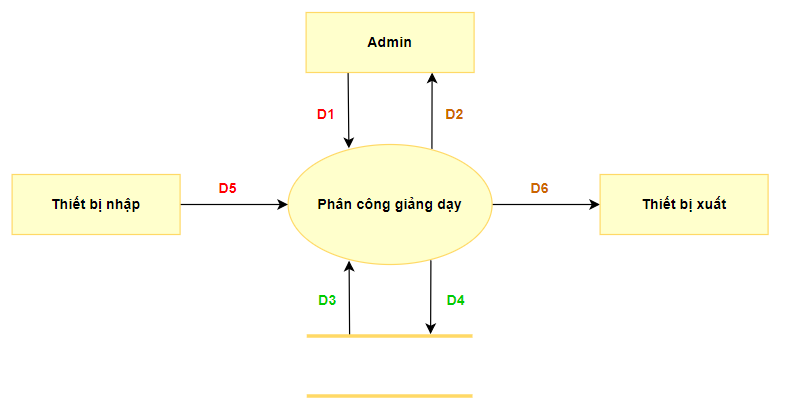 Admin
D1
D2
Thiết bị nhập
D5
Phân công giảng dạy
D6
Thiết bị xuất
D3
D4